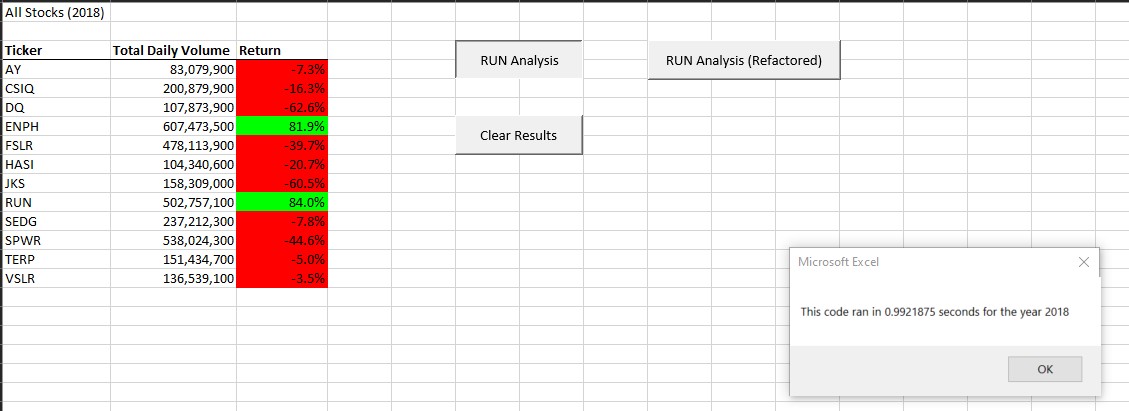 All Stocks (2018)
Ticker Total Daily Volume Return
AY 83,079,900 -7.3%
CSIQ 200,879,900 -16.3%
DQ 107,873,900 -62.6%
ENPH 607,473,500 81.9%
FSLR 478,113,900 -39.7%
HASI 104,340,600 -20.7%
JKS 158,309,000 -60.5%
RUN 502,757,100 84.0%
SEDG 237,212,300 -7.8%
SPWR 538,024,300 -44.6%
TERP 151,434,700 -5.0%
VSLR 136,539,100 -3.5%
RUN Analysis
RUN Analysis (Refactored)
Clear Results
Microsoft Excel
This code ran in 0.9921875 seconds for the year 2018
OK